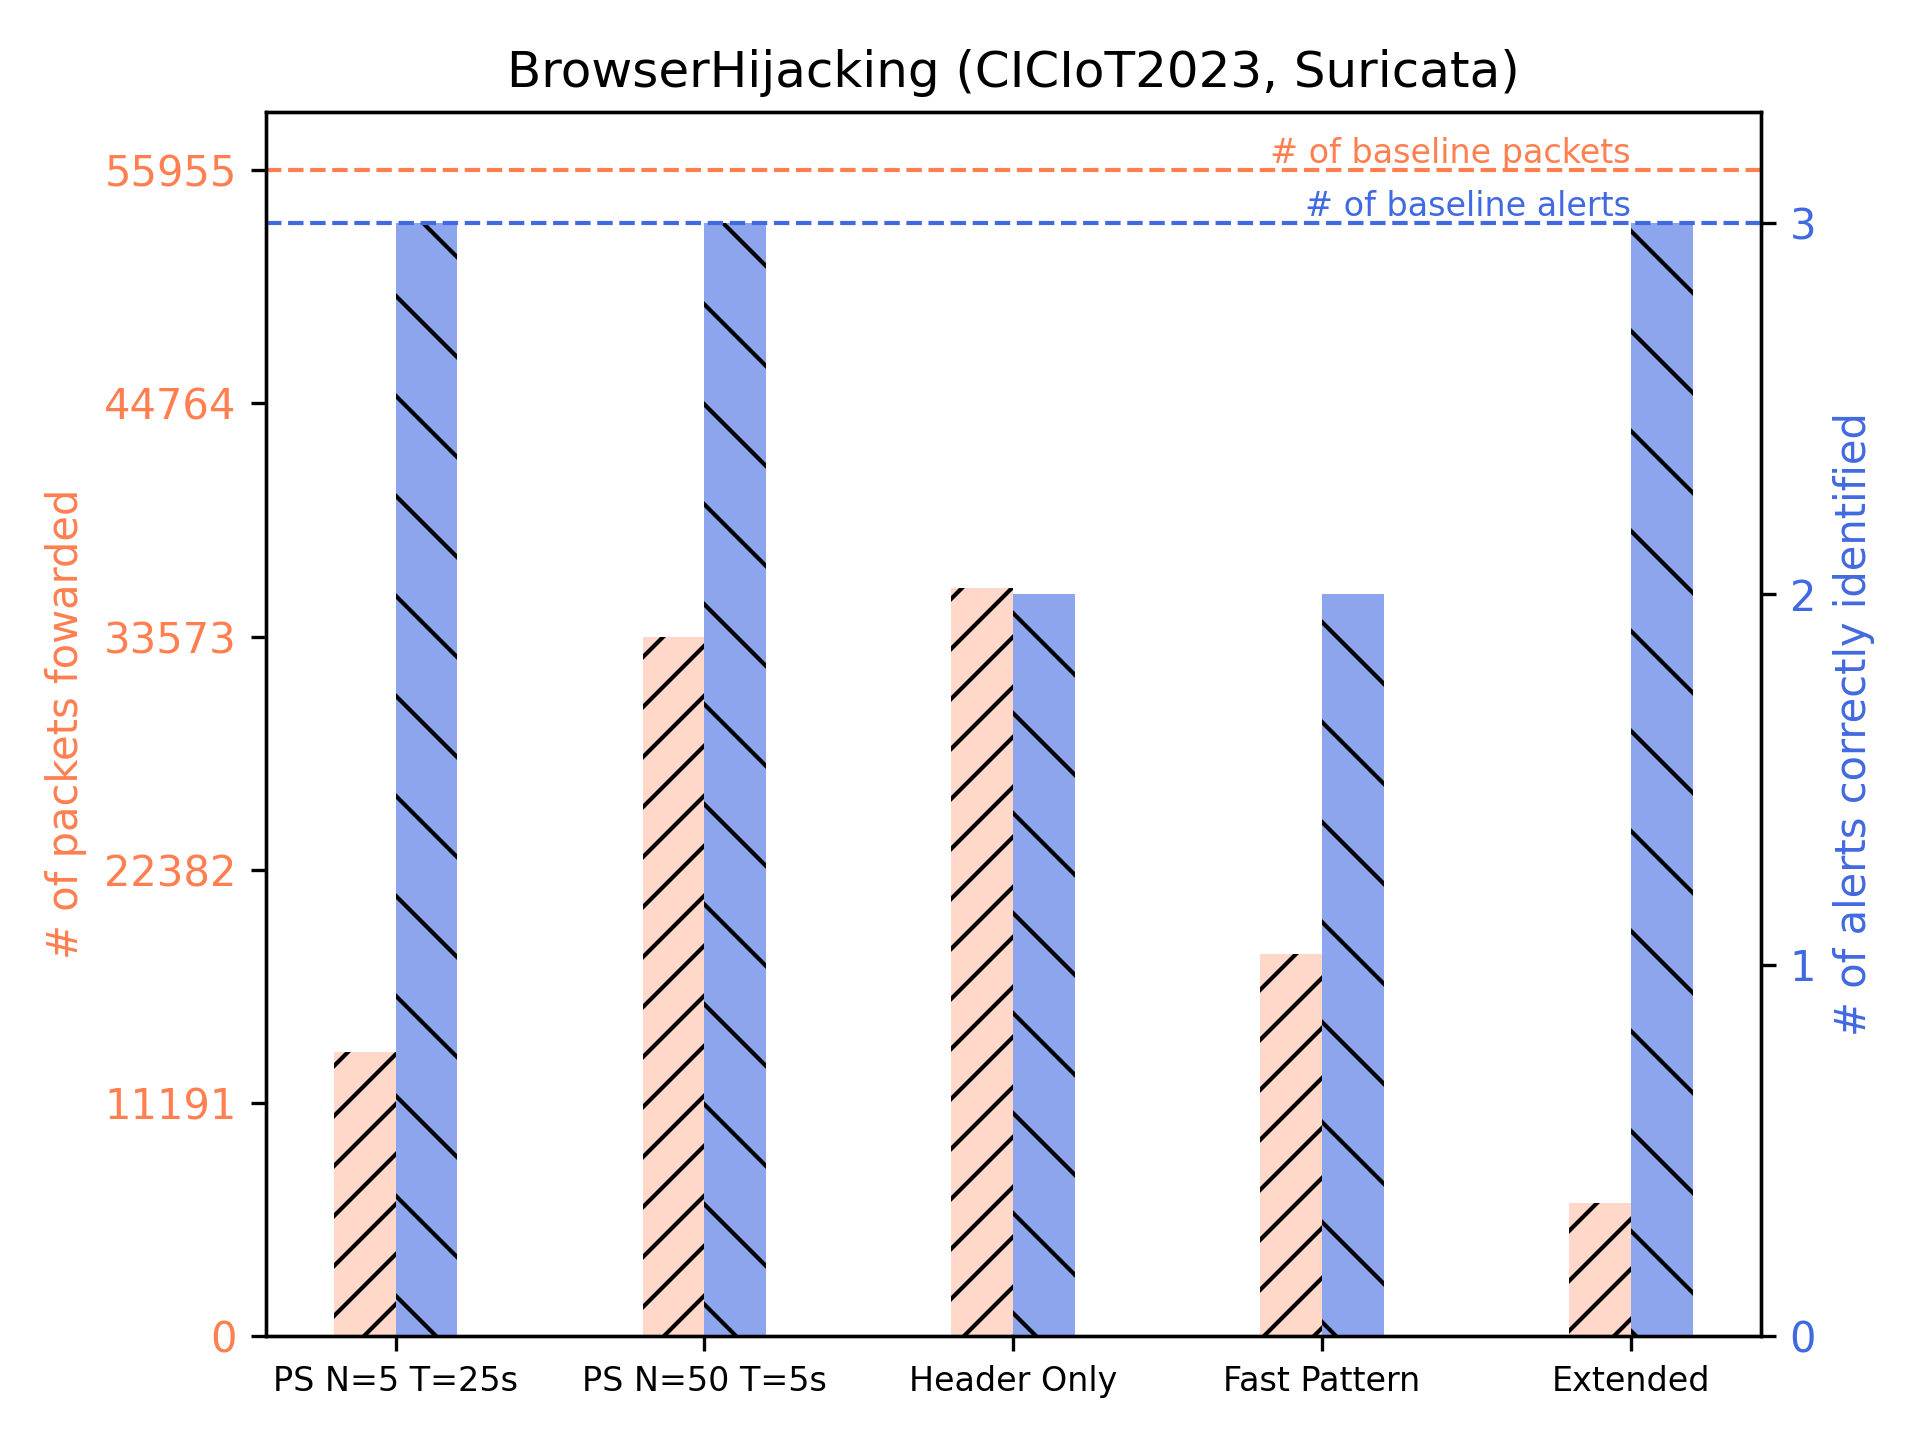 BrowserHijacking (CICIoT2023, Suricata)
# of baseline packets
# of baseline alerts
# of packets fowarded
55955
44764
33573
22382
11191
0
3
2
1
0
# of alerts correctly identified
PS N=5 T=25s
PS N=50 T=5s
Header Only
Fast Pattern
Extended